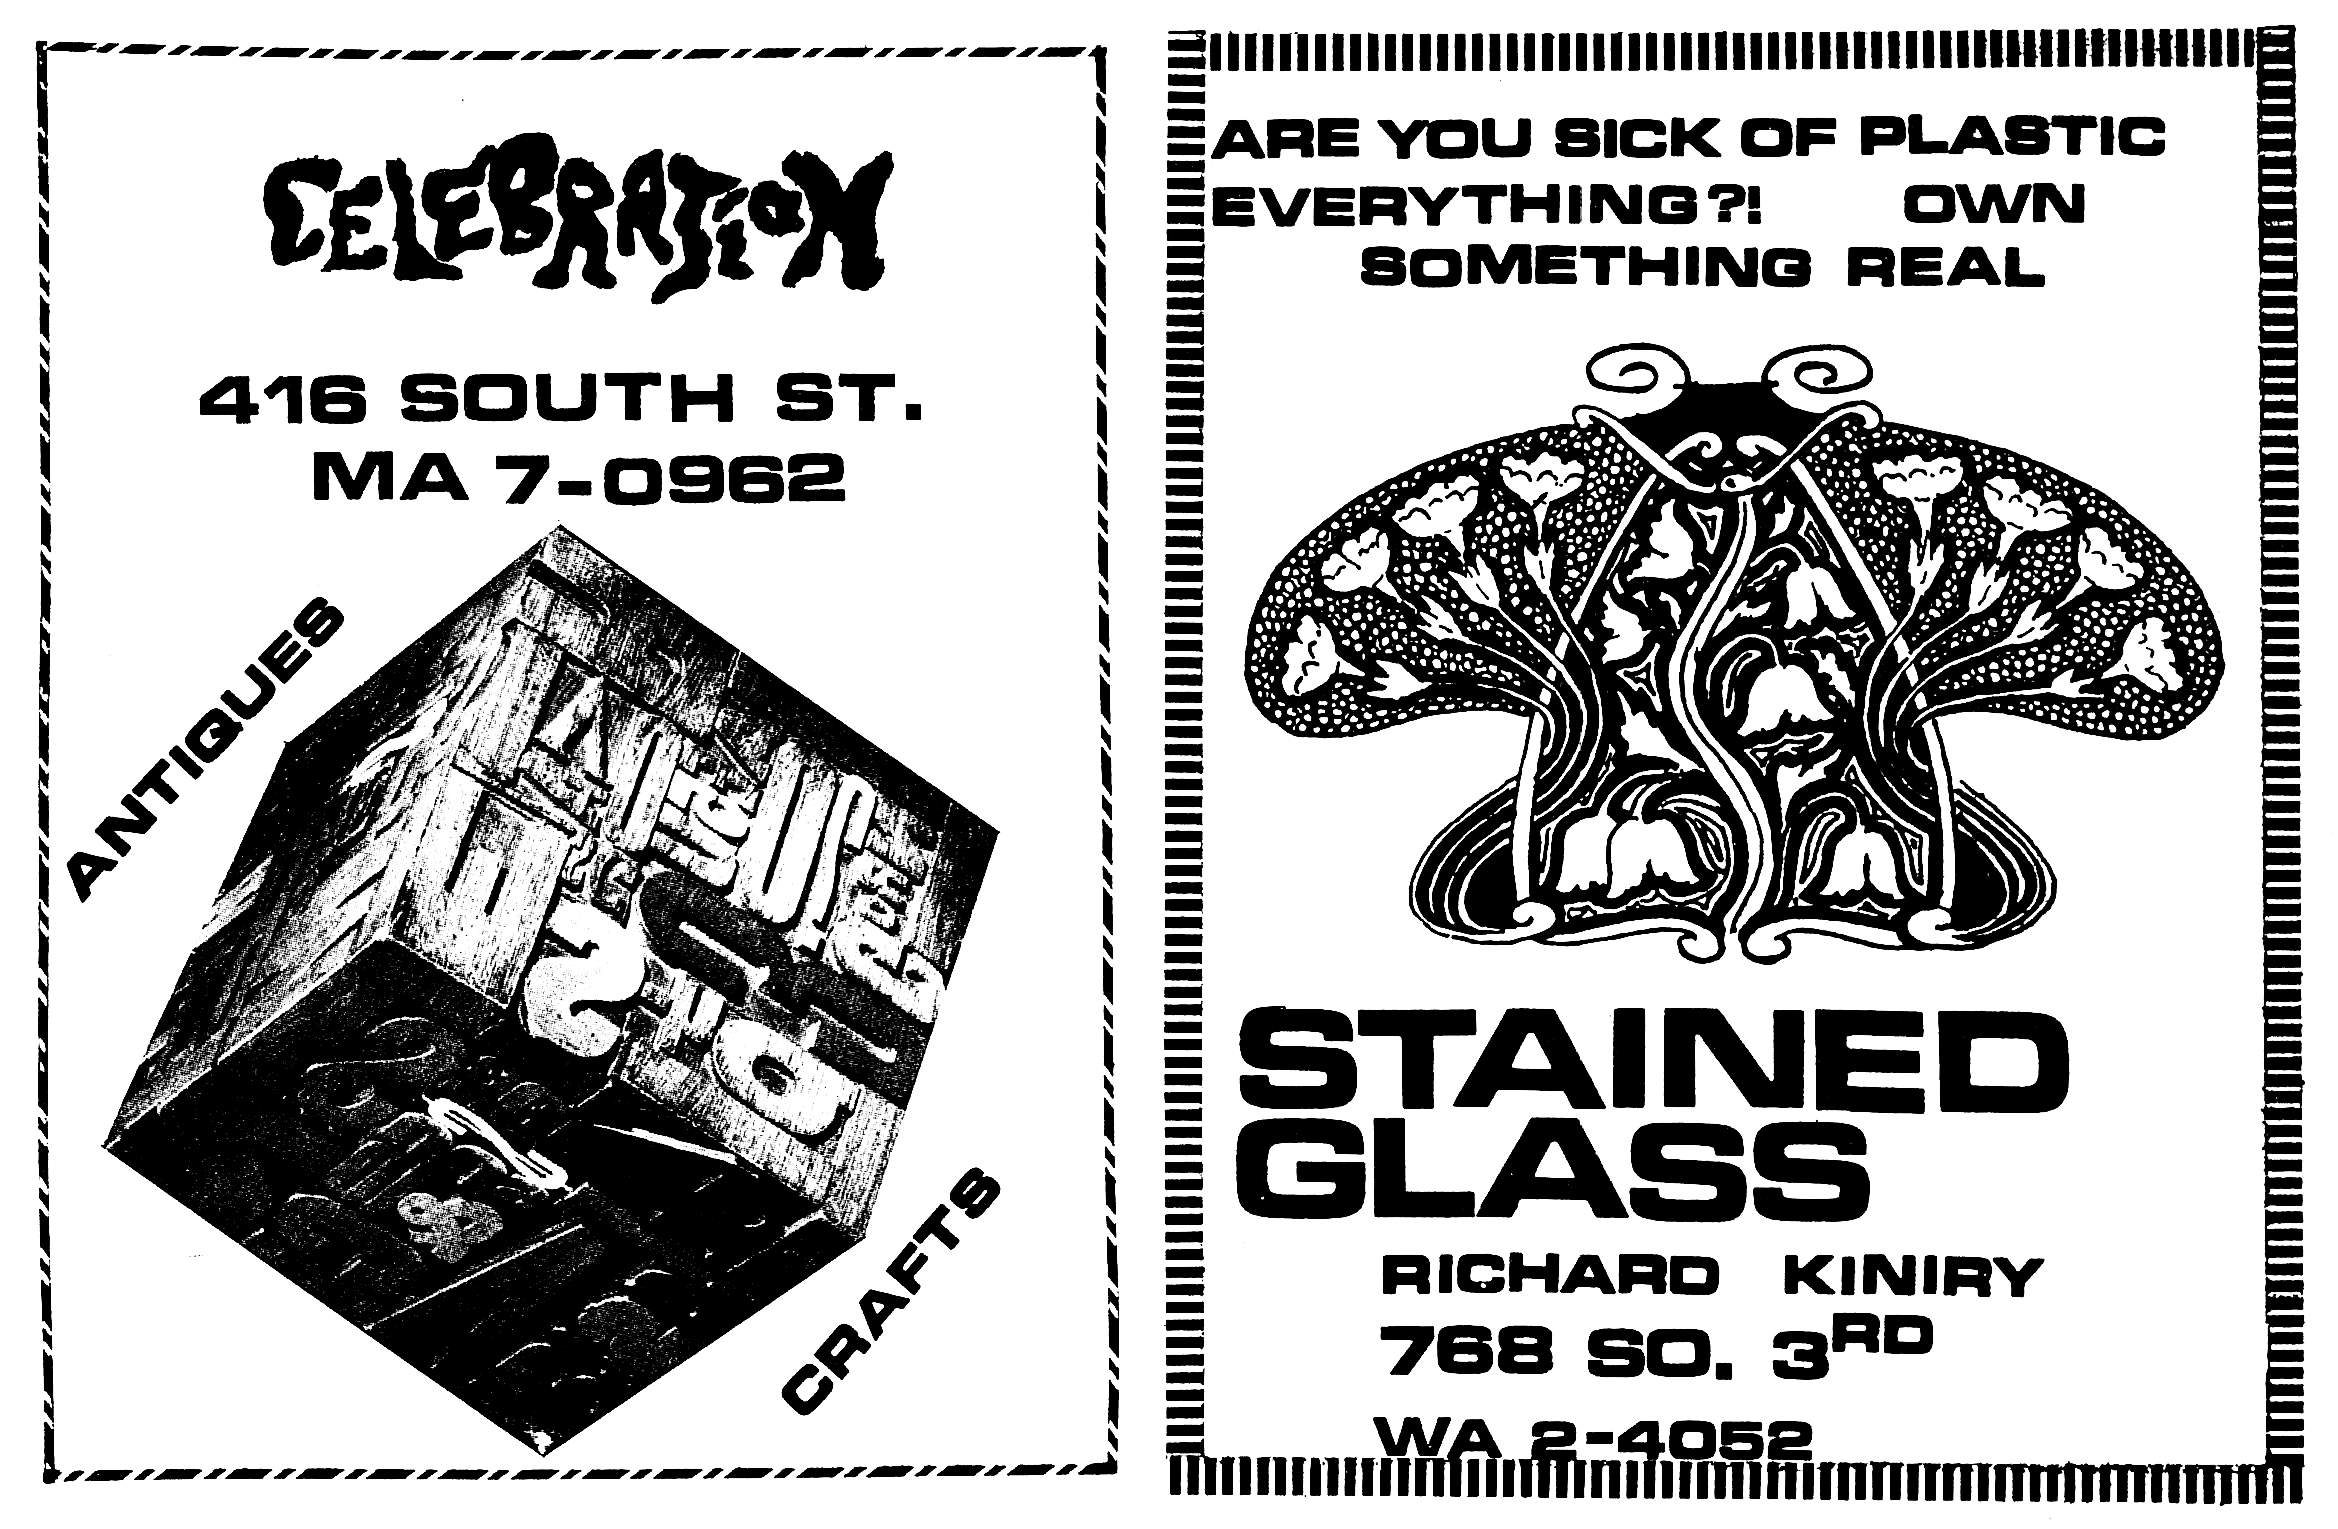 CELEBRATION
416 SOUTH ST.
MA 7-0962
ANTIQUES
CRAFTS
ARE YOU SICK OF PLASTIC
EVERYTHING?! OWN
SOMETHING REAL
STAINED
GLASS
RICHARD KINIRY
768 SO. 3RD
WA 2-4052